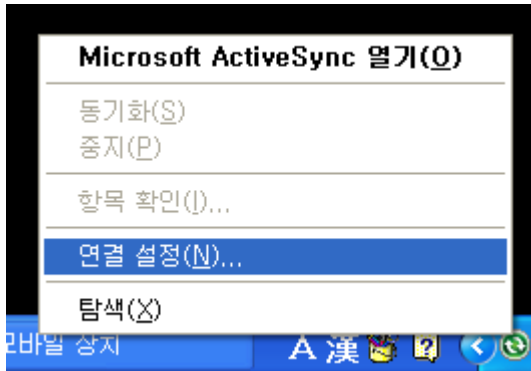 Microsoft ActiveSync 열기(O)
동기화(S)
중지(P)
항목 확인(I)...
연결 설정(N)...
탐색(X)
모바일 장치 A 漢